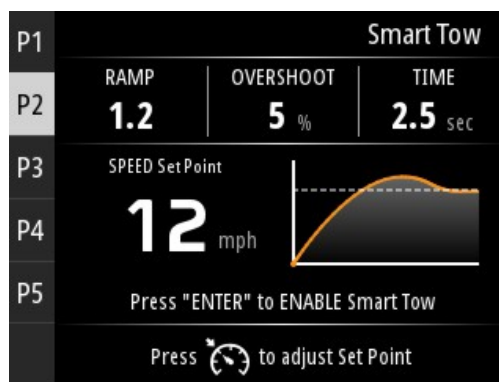 Smart Tow
P1
P2
P3
P4
P5
RAMP
1.2
OVERSHOOT
5 %
TIME
2.5 sec
SPEED Set Point
12 mph
Press "ENTER" to ENABLE Smart Tow
Press to adjust Set Point